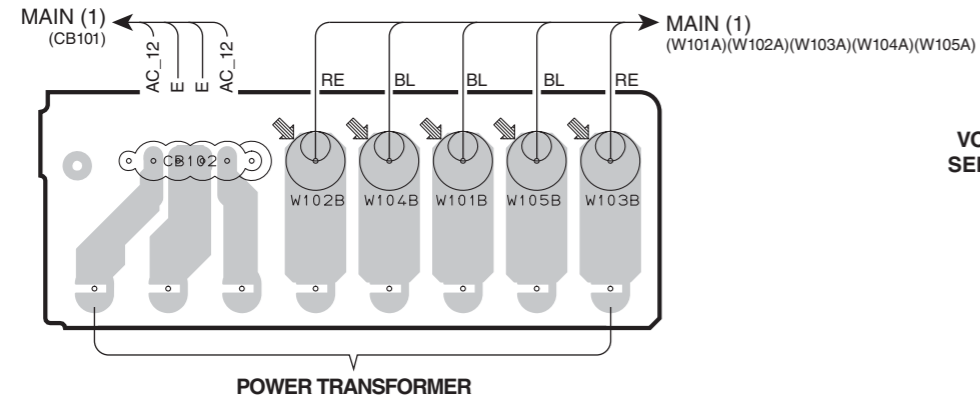 MAIN (1)
(CB101)
AC_12
E
E
AC_12
RE
BL
BL
BL
RE
MAIN (1)
(W101A)(W102A)(W103A)(W104A)(W105A)
CB102
W102B
W104B
W101B
W105B
W103B
POWER TRANSFORMER
VO
SEL